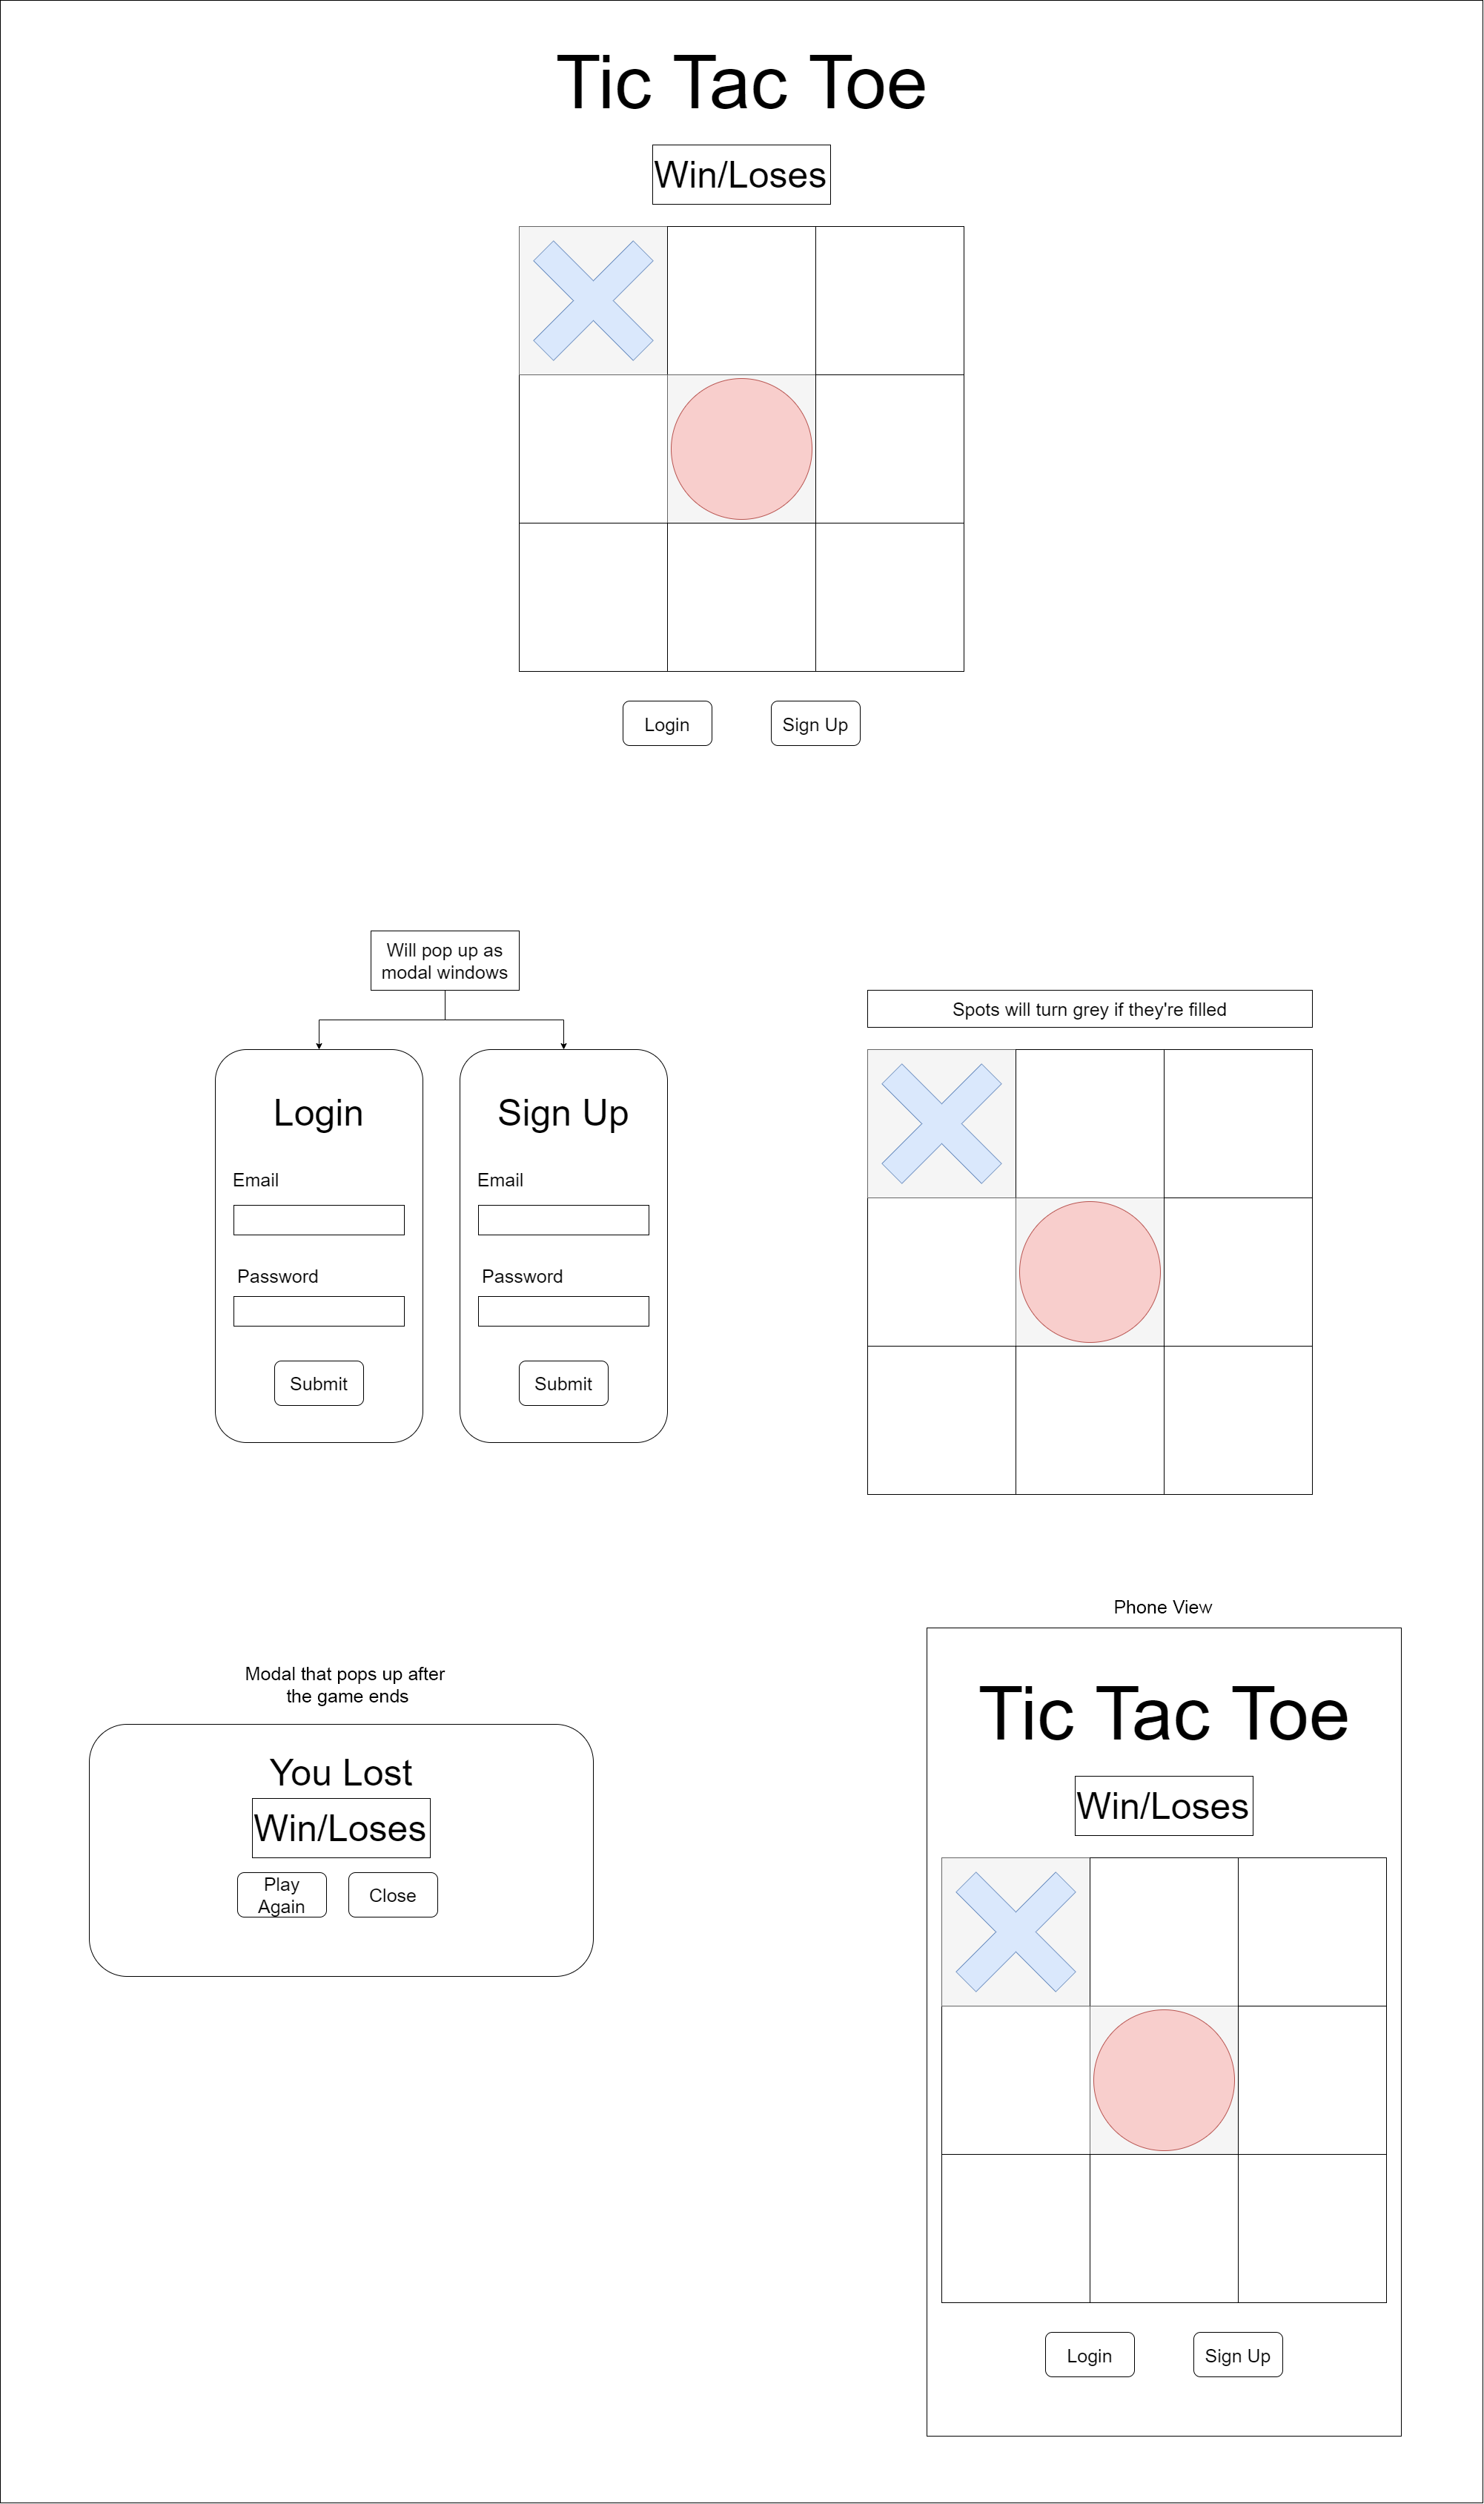 Tic Tac Toe
Win/Loses
Login
Sign Up
Will pop up as
modal windows
Spots will turn grey if they're filled
Login
Email
Password
Submit
Sign Up
Email
Password
Submit
Modal that pops up after
the game ends
You Lost
Win/Loses
Play
Again
Close
Phone View
Tic Tac Toe
Win/Loses
Login
Sign Up